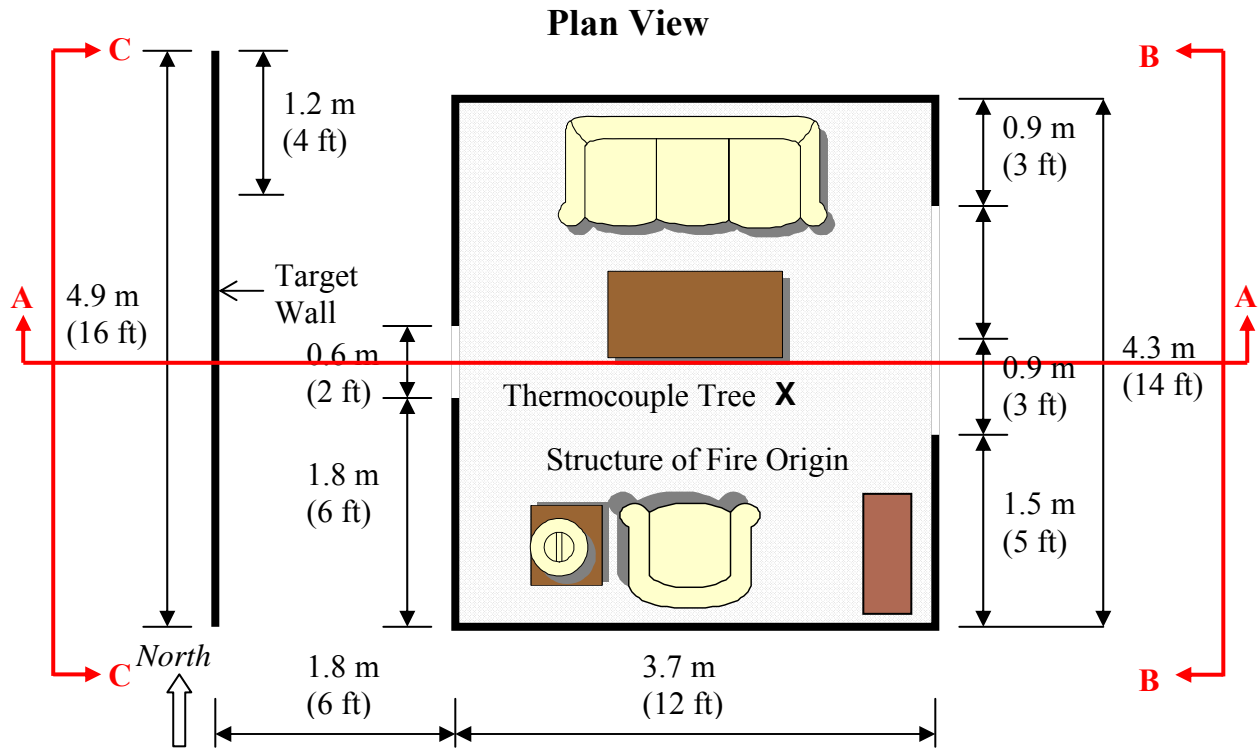 Plan View
C
B
1.2 m
(4 ft)
0.9 m
(3 ft)
Target
Wall
A
4.9 m
(16 ft)
A
0.6 m
(2 ft)
0.9 m
(3 ft)
4.3 m
(14 ft)
Thermocouple Tree X
Structure of Fire Origin
1.8 m
(6 ft)
1.5 m
(5 ft)
North
C
B
1.8 m
(6 ft)
3.7 m
(12 ft)